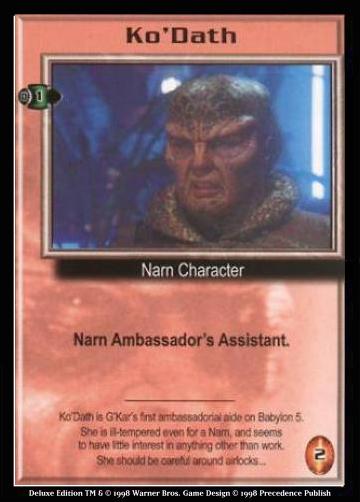 Ko'Dath
1
Narn Character
Narn Ambassador's Assistant.
Ko'Dath is G'Kar's first ambassadorial aide on Babylon 5.
She is ill-tempered even for a Narn, and seems
to have little interest in anything other than work.
She should be careful around airlocks...
2
Deluxe Edition TM & © 1998 Warner Bros. Game Design © 1998 Precedence Publish